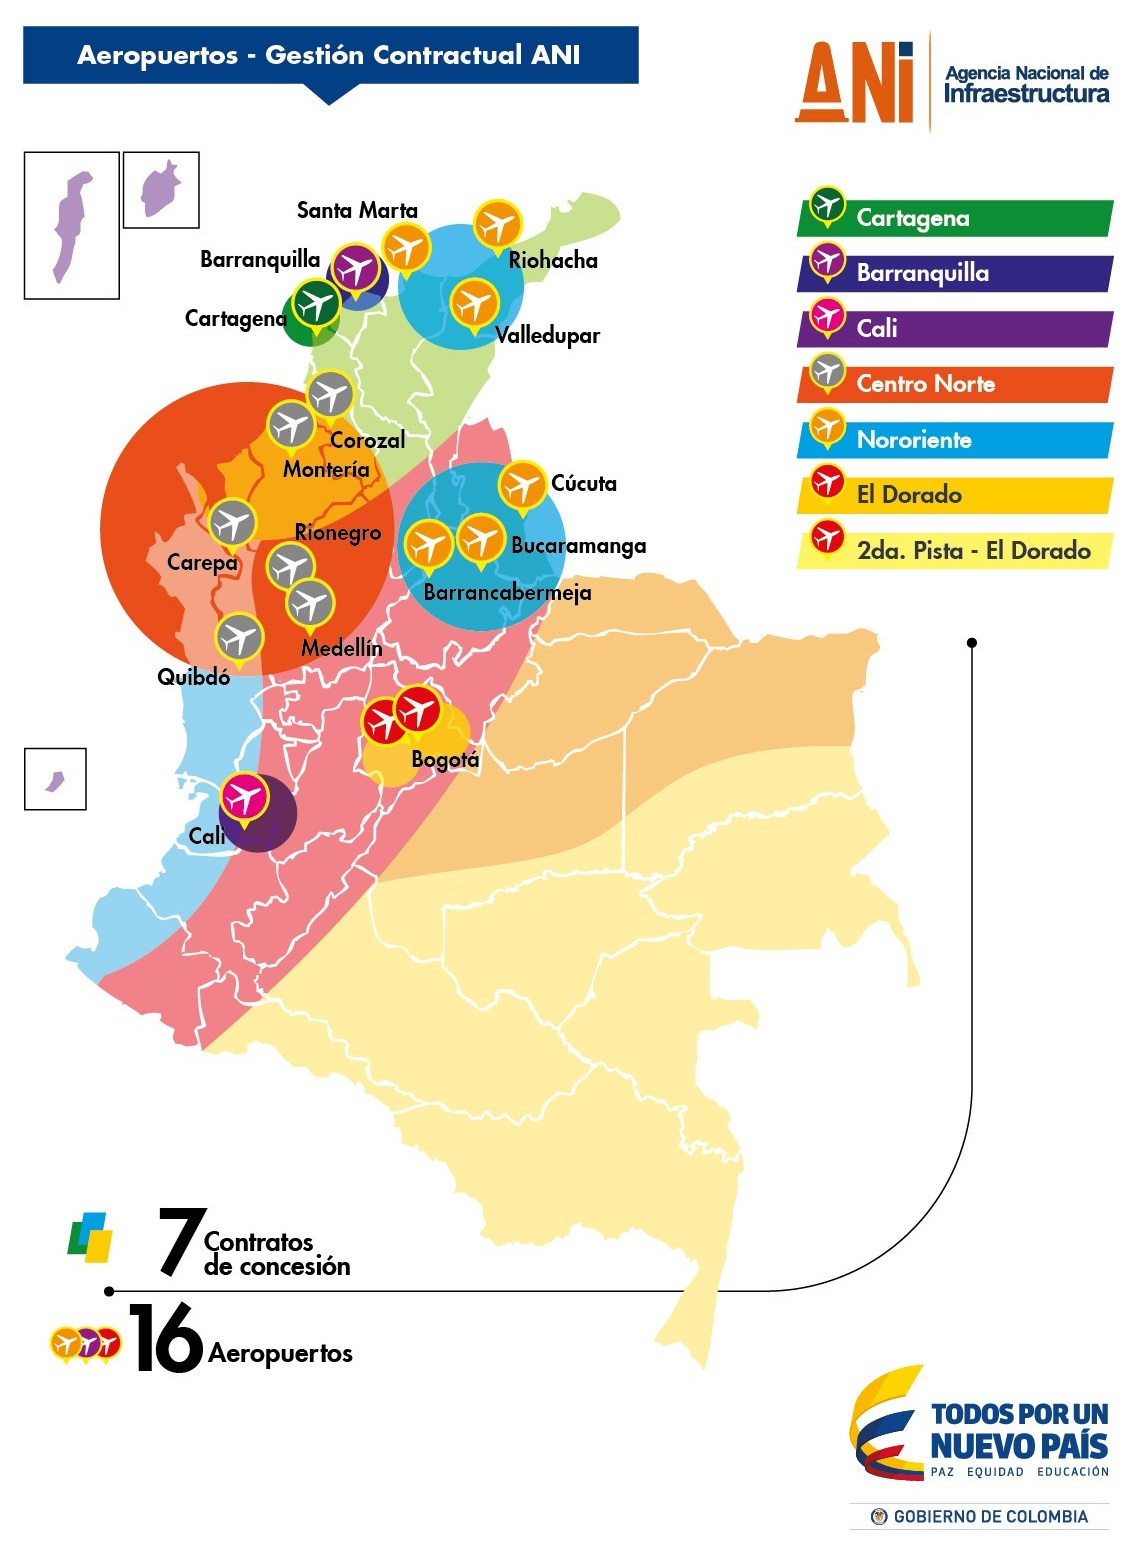 Aeropuertos - Gestión Contractual ANI
ANi
Agencia Nacional de
Infraestructura
Cartagena
Barranquilla
Cali
Centro Norte
Nororiente
El Dorado
2da. Pista - El Dorado
Santa Marta
Riohacha
Barranquilla
Cartagena
Valledupar
Corozal
Montería
Cúcuta
Rionegro
Bucaramanga
Carepa
Barrancabermeja
Medellín
Quibdó
Bogotá
Cali
7 Contratos
de concesión
16 Aeropuertos
TODOS POR UN
NUEVO PAÍS
PAZ EQUIDAD EDUCACIÓN
GOBIERNO DE COLOMBIA